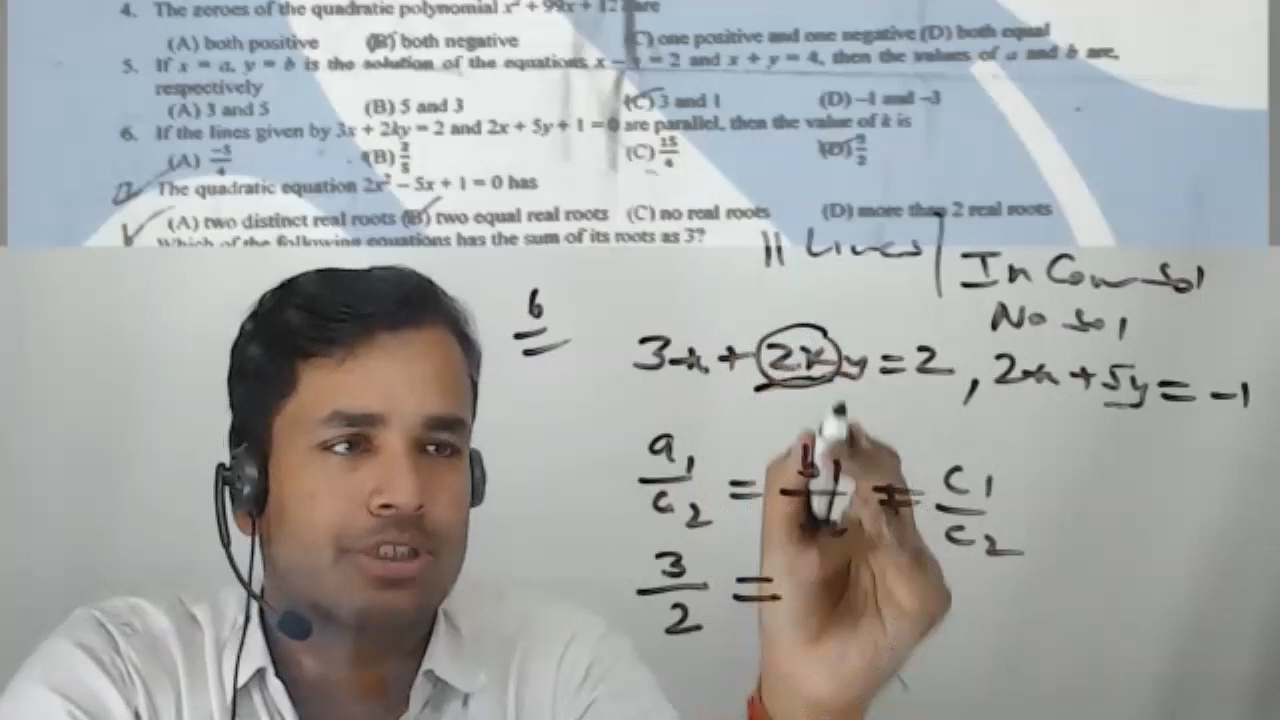 4. The zeroes of the quadratic polynomial x² + 99x + 127 are
(A) both positive (B) both negative (C) one positive and one negative (D) both equal
5. If x = a, y = b is the solution of the equations x − y = 2 and x + y = 4, then the values of a and b are,
respectively
(A) 3 and 5 (B) 5 and 3 (C) 3 and 1 (D) −1 and −3
6. If the lines given by 3x + 2ky = 2 and 2x + 5y + 1 = 0 are parallel, then the value of k is
(A) −5/4 (B) 2/5 (C) 15/4 (D) 3/2
The quadratic equation 2x² − 5x + 1 = 0 has
(A) two distinct real roots (B) two equal real roots (C) no real roots (D) more than 2 real roots
Which of the following equations has the sum of its roots as 3?
|| Lines | In Con sol
No sol
6
3x + 2ky = 2, 2x + 5y = -1
a1/c2 = b1/ = c1/c2
3/2 =